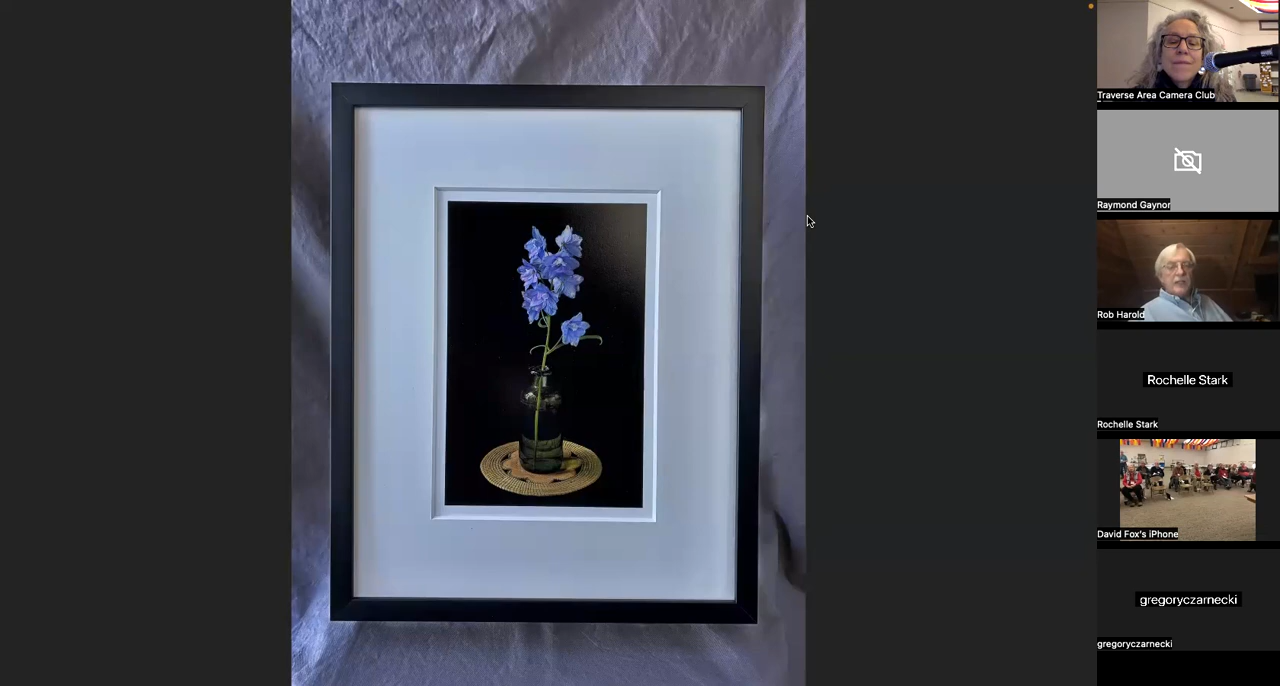 Traverse Area Camera Club
Raymond Gaynor
Rob Harold
Rochelle Stark
Rochelle Stark
David Fox's iPhone
gregoryczarnecki
gregoryczarnecki